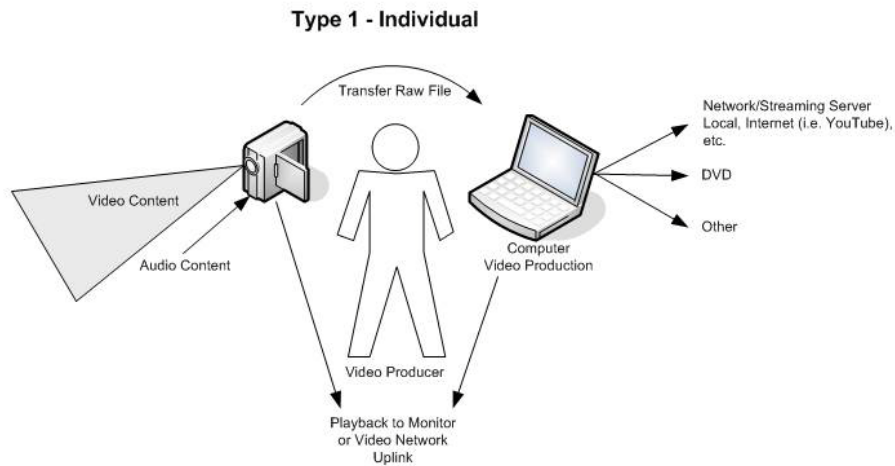 Type 1 - Individual
Transfer Raw File
Network/Streaming Server
Local, Internet (i.e. YouTube),
etc.
DVD
Other
Video Content
Audio Content
Computer
Video Production
Video Producer
Playback to Monitor
or Video Network
Uplink